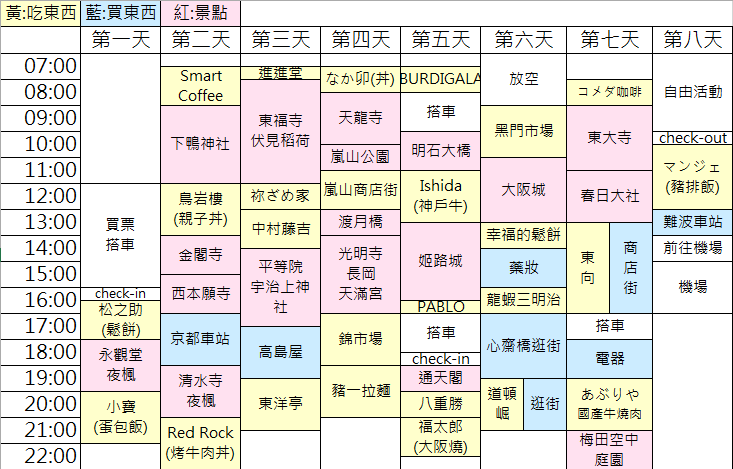 黃:吃東西 藍:買東西 紅:景點
第一天 第二天 第三天 第四天 第五天 第六天 第七天 第八天
07:00
08:00
09:00
10:00
11:00
12:00
13:00
14:00
15:00
16:00
17:00
18:00
19:00
20:00
21:00
22:00
買票
搭車
check-in
松之助
(鬆餅)
永觀堂
夜楓
小寶
(蛋包飯)
Smart
Coffee
下鴨神社
鳥岩樓
(親子丼)
金閣寺
西本願寺
京都車站
清水寺
夜楓
Red Rock
(烤牛肉丼)
進進堂
東福寺
伏見稻荷
祢ざめ家
中村藤吉
平等院
宇治上神
社
高島屋
東洋亭
なか卯(丼)
天龍寺
嵐山公園
嵐山商店街
渡月橋
光明寺
長岡
天滿宮
錦市場
豬一拉麵
BURDIGALA
搭車
明石大橋
Ishida
(神戶牛)
姬路城
PABLO
搭車
check-in
通天閣
八重勝
福太郎
(大阪燒)
放空
黑門市場
大阪城
幸福的鬆餅
藥妝
龍蝦三明治
心齋橋逛街
道頓
崛
逛街
コメダ咖啡
東大寺
春日大社
東
向
商
店
街
搭車
電器
あぶりや
國產牛燒肉
梅田空中
庭園
自由活動
check-out
マンジェ
(豬排飯)
難波車站
前往機場
機場